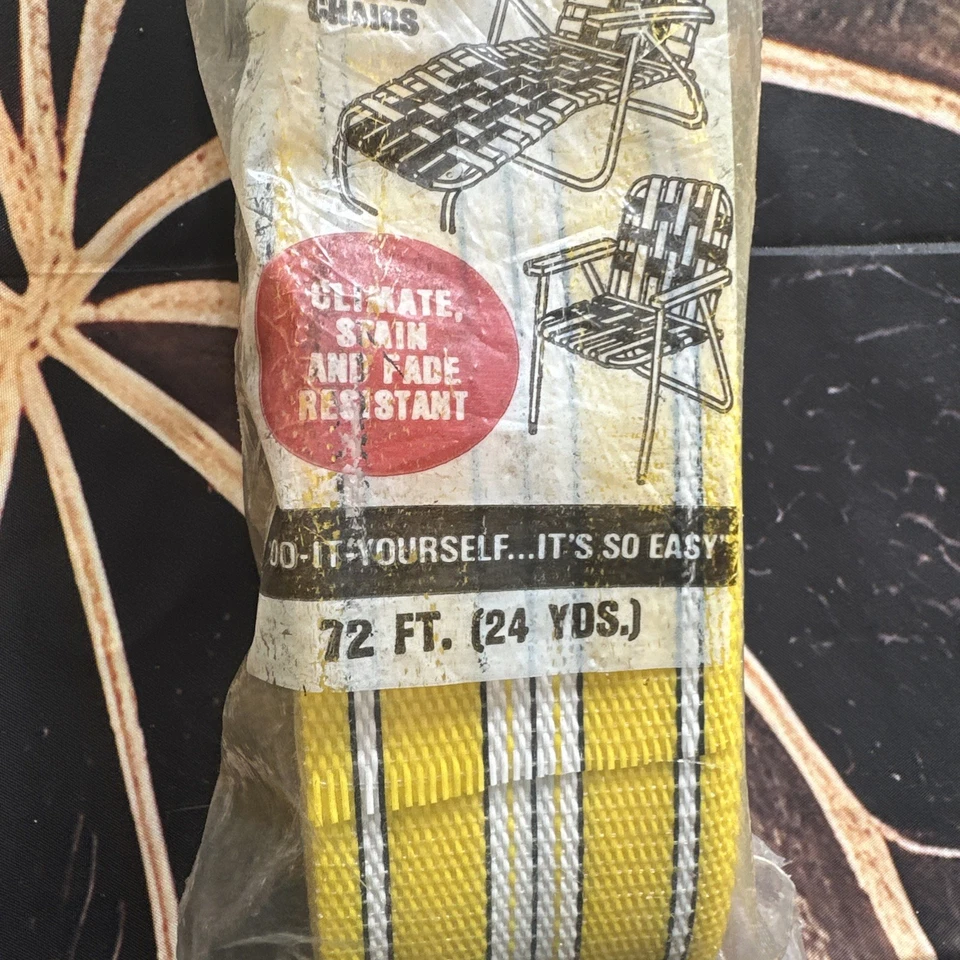 CHAIRS
CLIMATE,
STAIN
AND FADE
RESISTANT
DO-IT-YOURSELF...IT'S SO EASY"
72 FT. (24 YDS.)